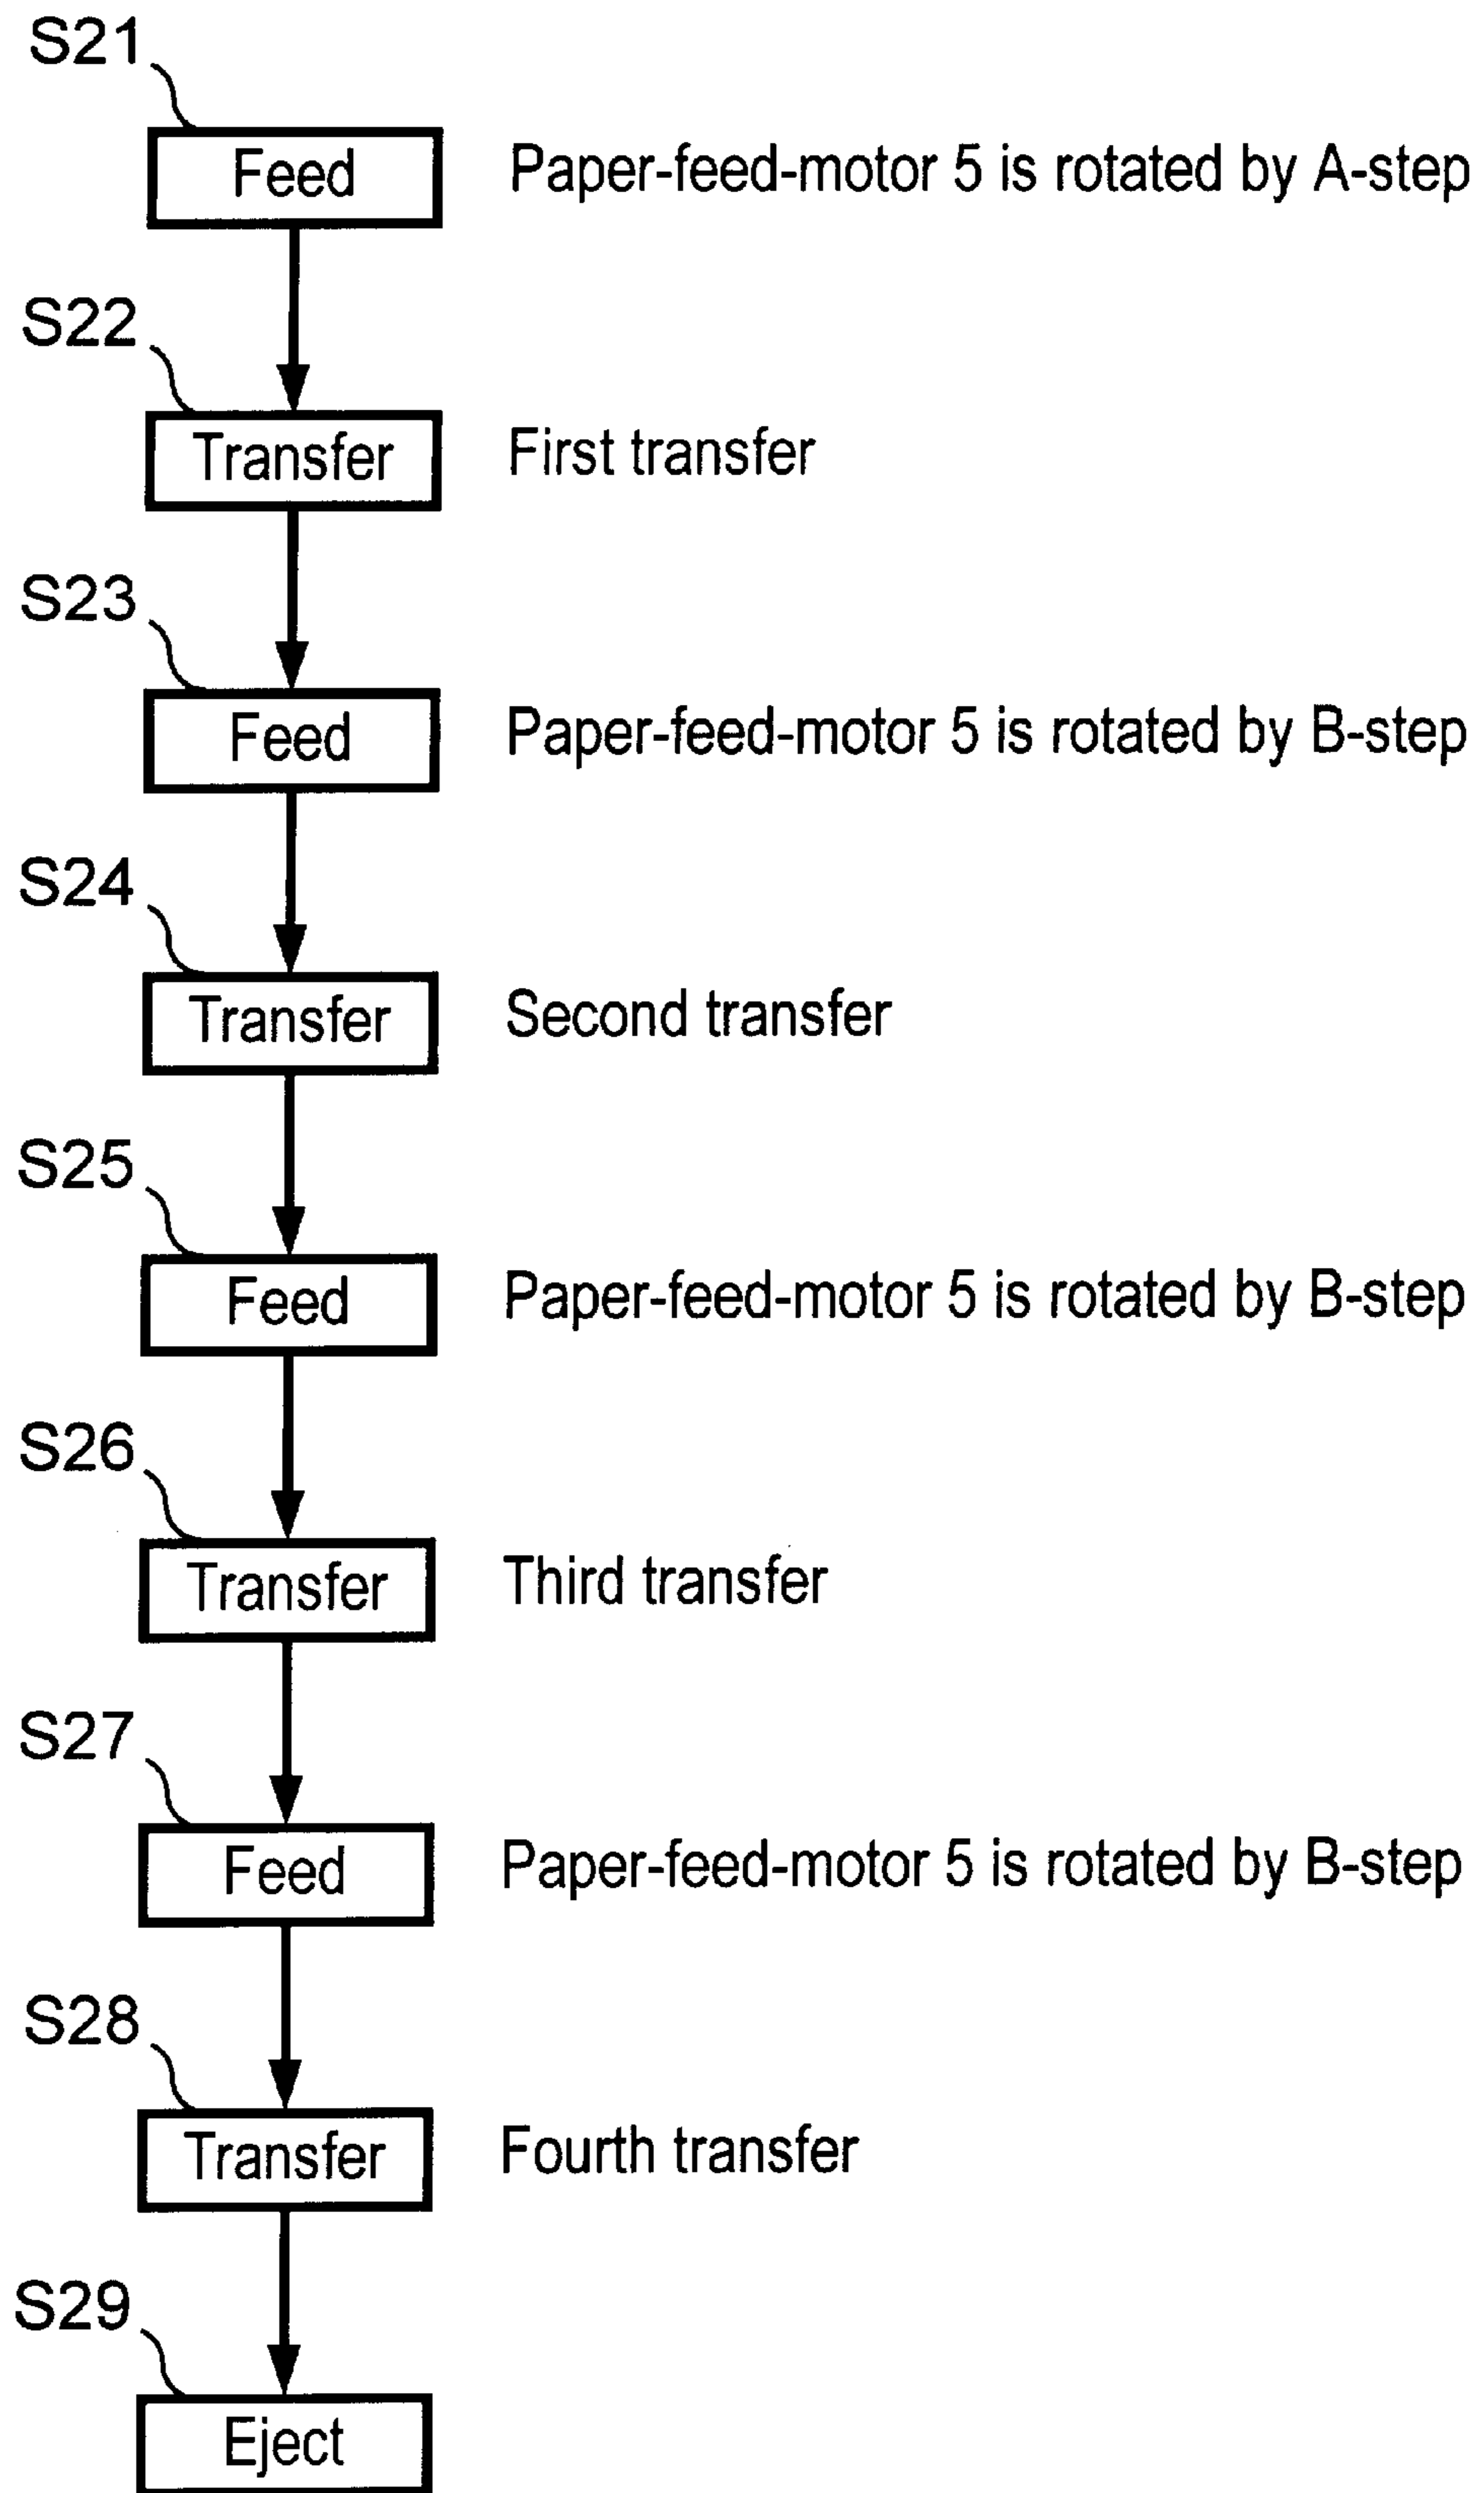 S21
Feed
Paper-feed-motor 5 is rotated by A-step
S22
Transfer
First transfer
S23
Feed
Paper-feed-motor 5 is rotated by B-step
S24
Transfer
Second transfer
S25
Feed
Paper-feed-motor 5 is rotated by B-step
S26
Transfer
Third transfer
S27
Feed
Paper-feed-motor 5 is rotated by B-step
S28
Transfer
Fourth transfer
S29
Eject